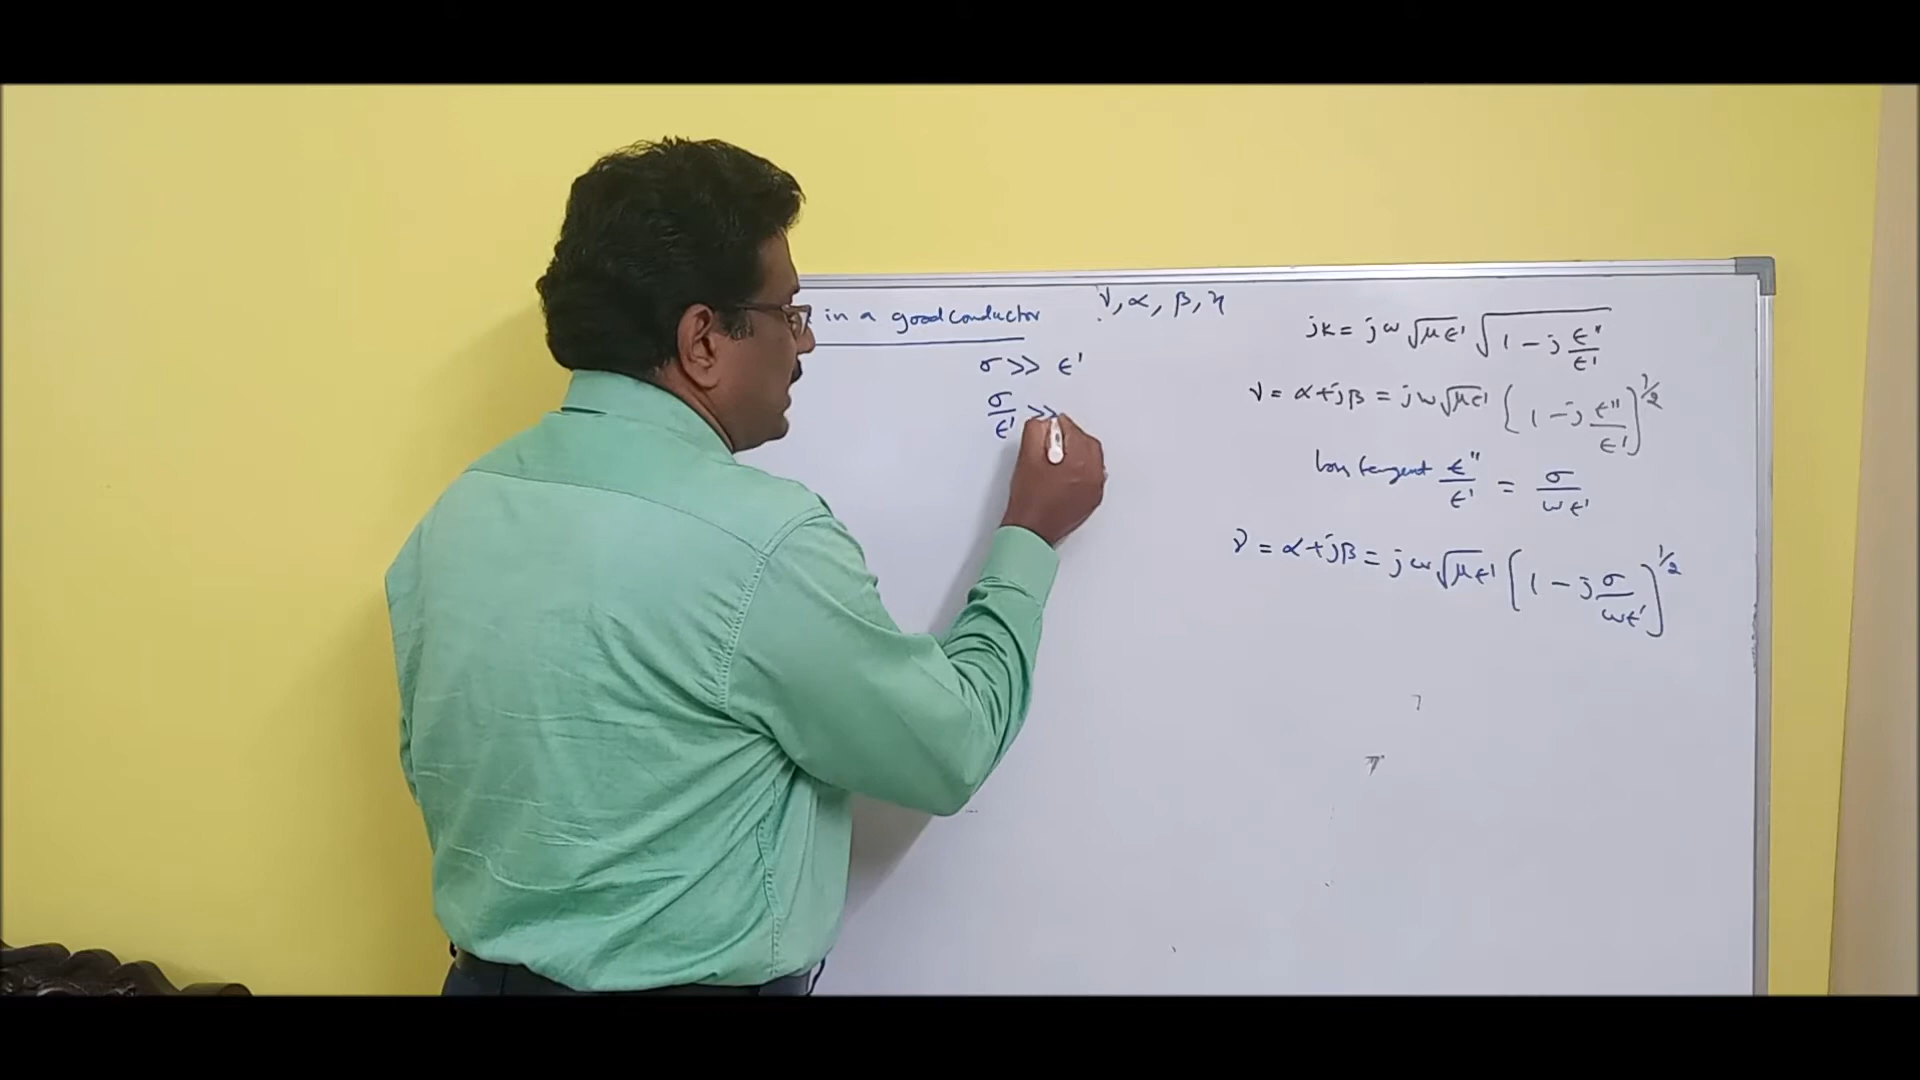 in a good conductor
γ, α, β, η
σ >> ϵ'
σ/ϵ' >>
jk = jω√μϵ' √(1 - j ϵ''/ϵ')
γ = α + jβ = jω√μϵ' [1 - j ϵ''/ϵ']^1/2
loss tangent ϵ''/ϵ' = σ/ωϵ'
γ = α + jβ = jω√μϵ' [1 - j σ/ωϵ']^1/2